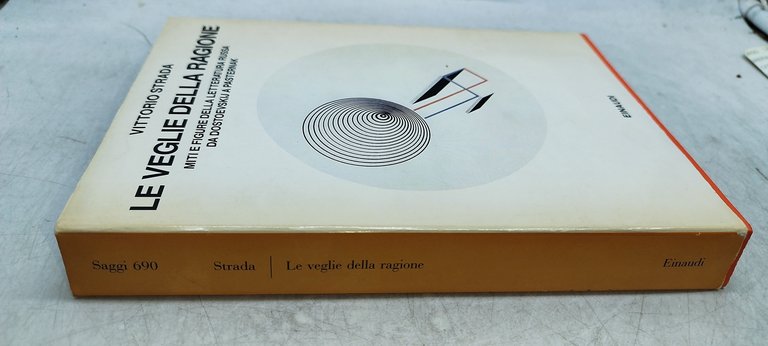 VITTORIO STRADA
LE VEGLIE DELLA RAGIONE
MITI E FIGURE DELLA LETTERATURA RUSSA
DA DOSTOEVSKIJ A PASTERNAK
EINAUDI
Saggi 690 Strada Le veglie della ragione Einaudi